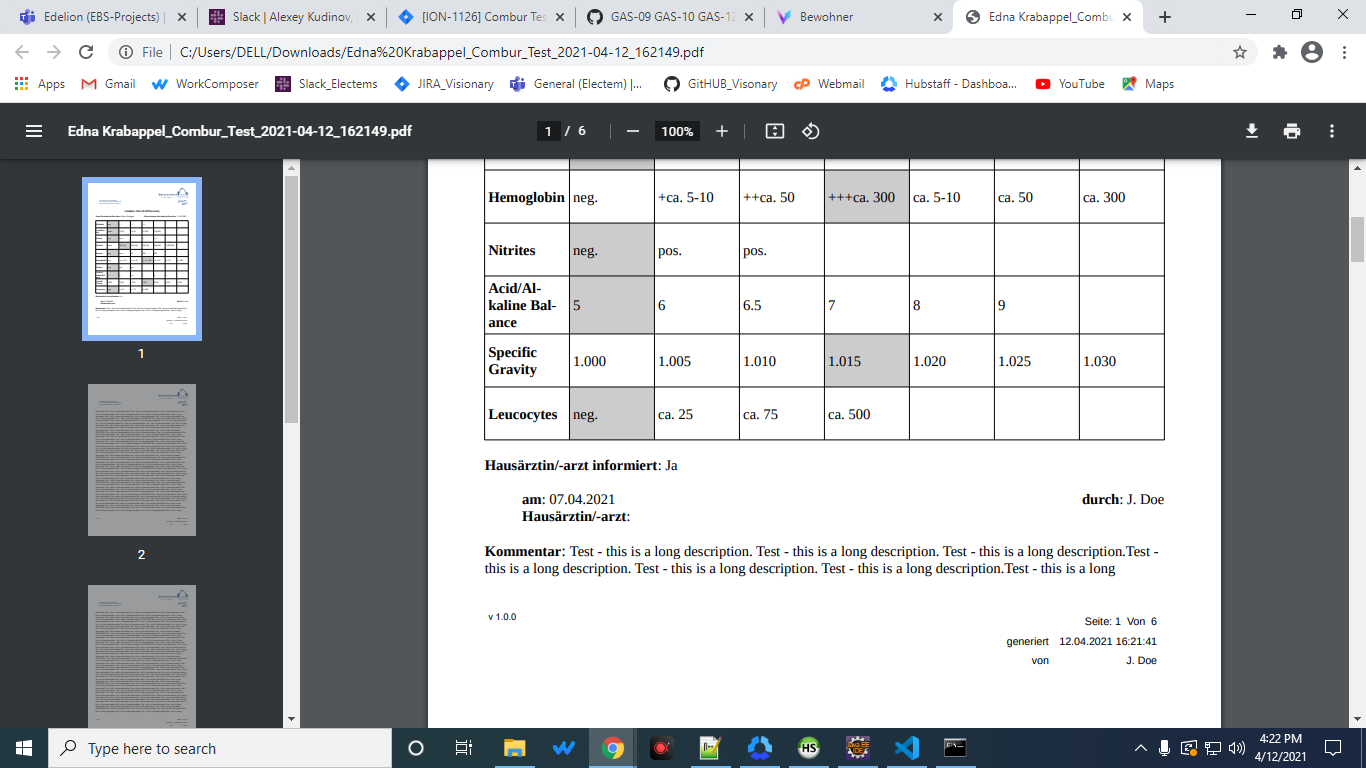 Edelion (EBS-Projects) |
Slack | Alexey Kudinov,
[ION-1126] Combur Tes
GAS-09 GAS-10 GAS-12
Bewohner
Edna Krabappel_Combu
File
C:/Users/DELL/Downloads/Edna%20Krabappel_Combur_Test_2021-04-12_162149.pdf
Apps
Gmail
WorkComposer
Slack_Electems
JIRA_Visionary
General (Electem) |...
GitHUB_Visonary
Webmail
Hubstaff - Dashboa...
YouTube
Maps
Edna Krabappel_Combur_Test_2021-04-12_162149.pdf
1 / 6
100%
1
2
Hemoglobin neg. +ca. 5-10 ++ca. 50 +++ca. 300 ca. 5-10 ca. 50 ca. 300
Nitrites neg. pos. pos.
Acid/Al-
kaline Bal-
ance
5 6 6.5 7 8 9
Specific
Gravity
1.000 1.005 1.010 1.015 1.020 1.025 1.030
Leucocytes neg. ca. 25 ca. 75 ca. 500
Hausärztin/-arzt informiert: Ja
am: 07.04.2021 durch: J. Doe
Hausärztin/-arzt:
Kommentar: Test - this is a long description. Test - this is a long description. Test - this is a long description.Test -
this is a long description. Test - this is a long description. Test - this is a long description.Test - this is a long
v 1.0.0
Seite: 1 Von 6
generiert 12.04.2021 16:21:41
von J. Doe
Type here to search
HS
4:22 PM
4/12/2021